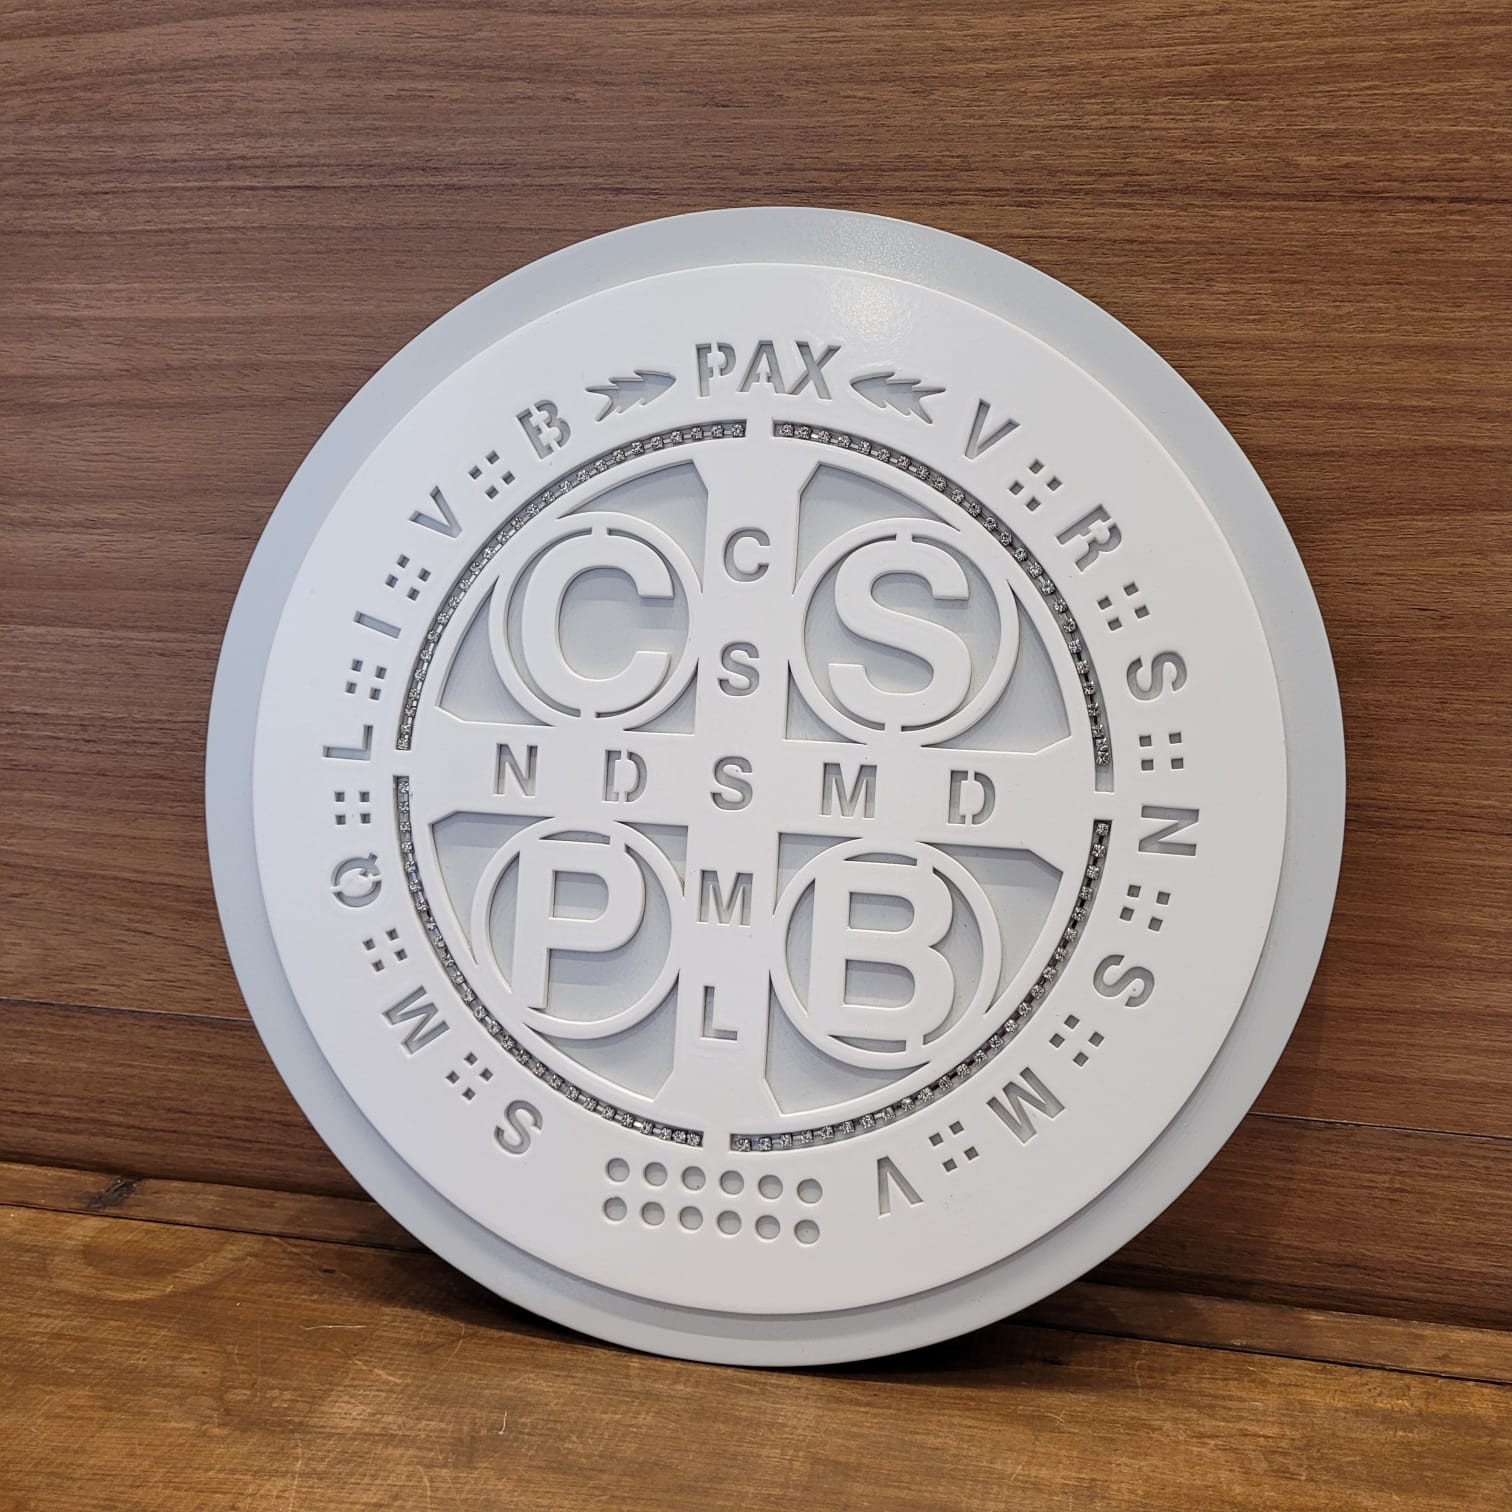 PAX
V :: R :: S :: N :: S :: M :: V
S :: M :: Q :: L :: I :: V :: B
C S
P B
C
S
N D S M D
M
L